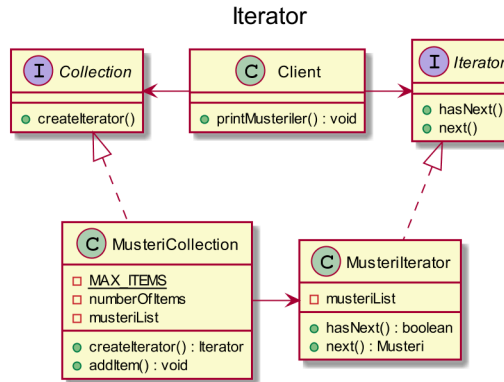 Iterator
I Collection
createIterator()
C Client
printMusteriler() : void
I Iterator
hasNext()
next()
C MusteriCollection
MAX_ITEMS
numberOfItems
musteriList
createIterator() : Iterator
addItem() : void
C MusteriIterator
musteriList
hasNext() : boolean
next() : Musteri